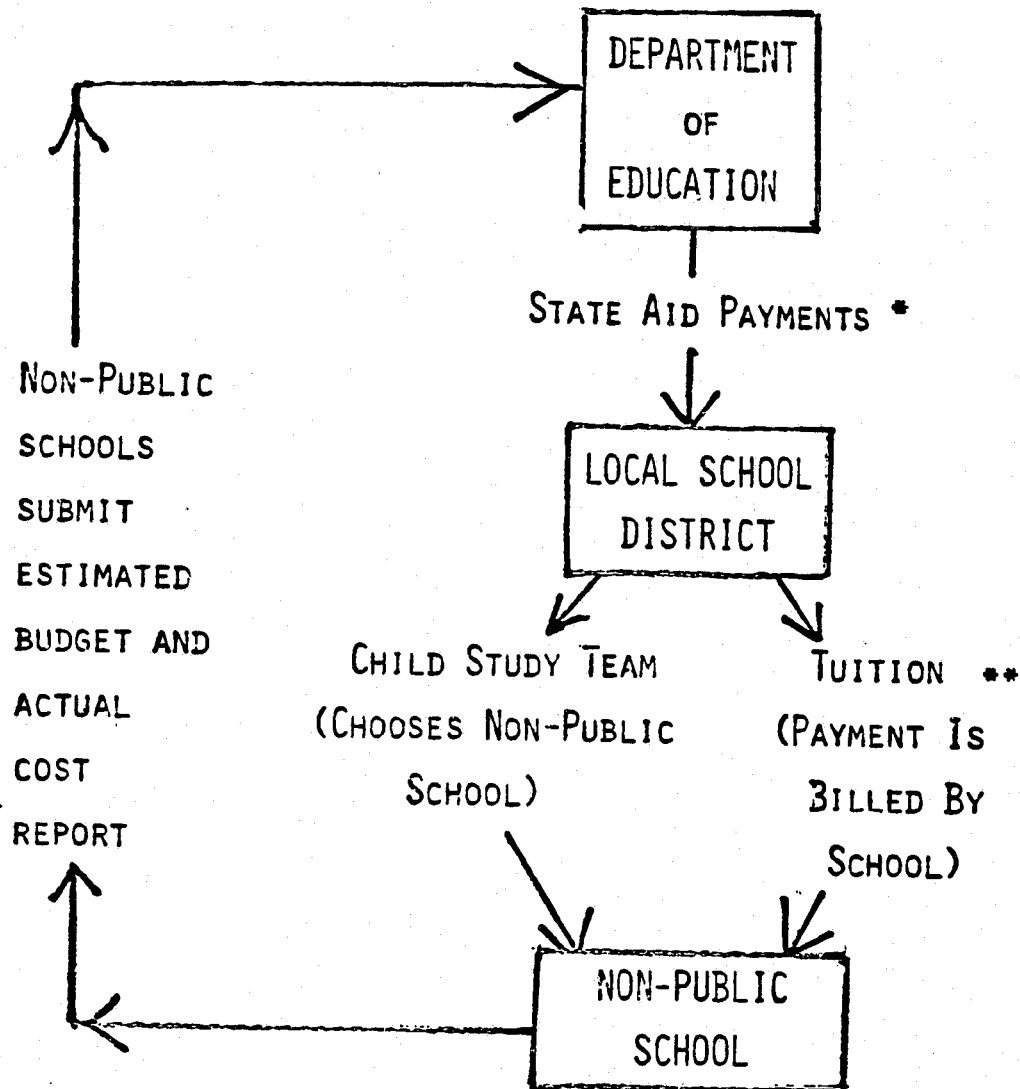 DEPARTMENT
OF
EDUCATION
STATE AID PAYMENTS *
LOCAL SCHOOL
DISTRICT
CHILD STUDY TEAM
(CHOOSES NON-PUBLIC
SCHOOL)
TUITION **
(PAYMENT IS
BILLED BY
SCHOOL)
NON-PUBLIC
SCHOOL
NON-PUBLIC
SCHOOLS
SUBMIT
ESTIMATED
BUDGET AND
ACTUAL
COST
REPORT